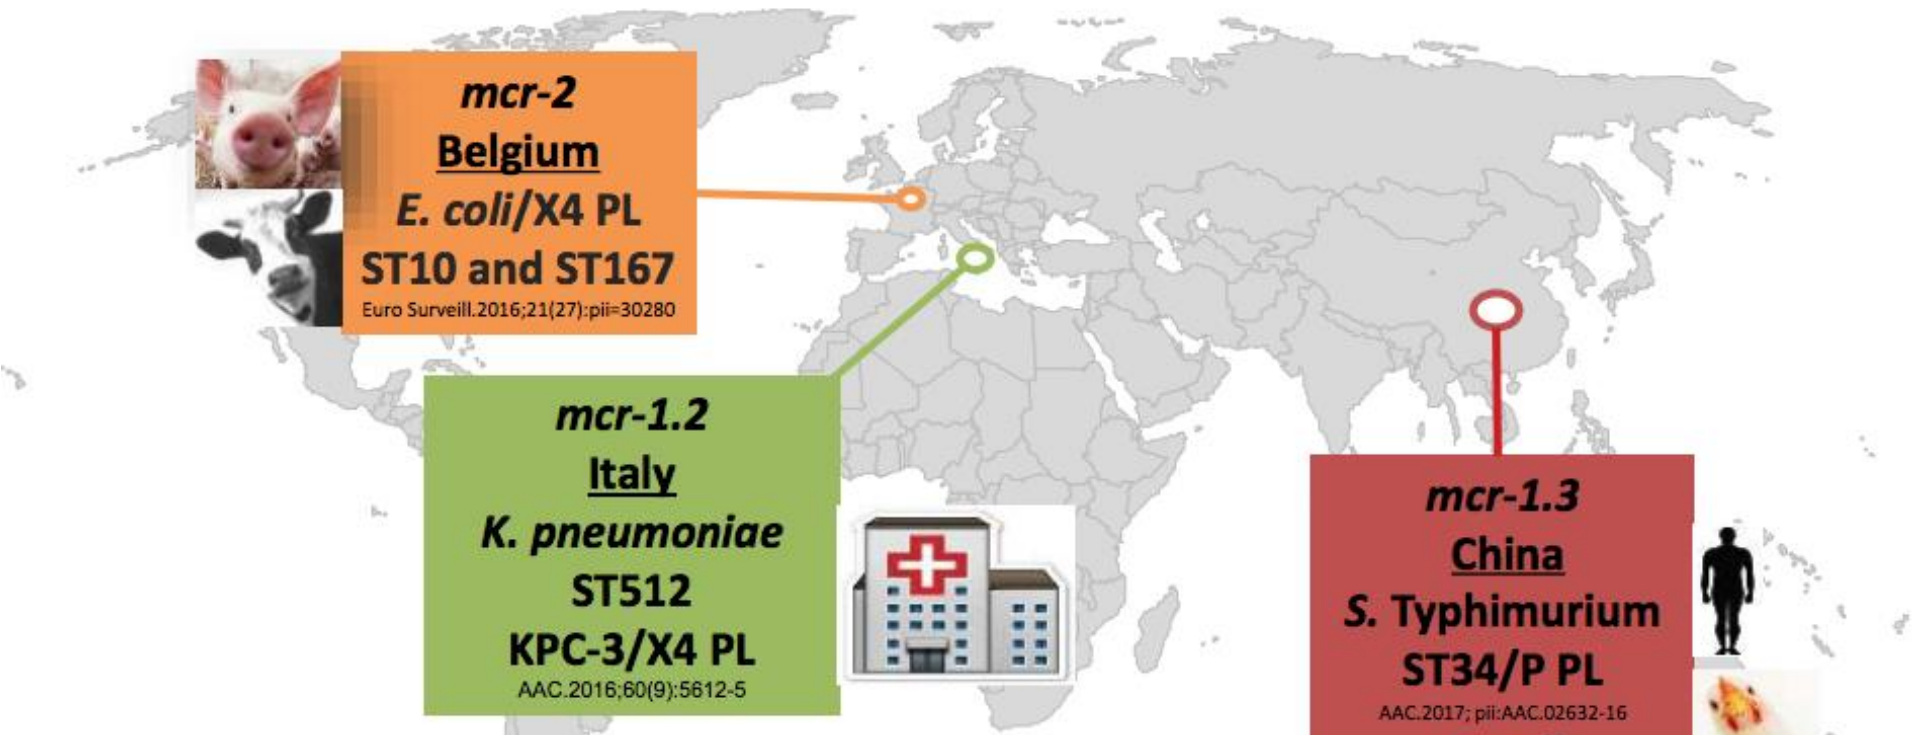 mcr-2
Belgium
E. coli/X4 PL
ST10 and ST167
Euro Surveill.2016;21(27):pii=30280
mcr-1.2
Italy
K. pneumoniae
ST512
KPC-3/X4 PL
AAC.2016;60(9):5612-5
mcr-1.3
China
S. Typhimurium
ST34/P PL
AAC.2017; pii:AAC.02632-16